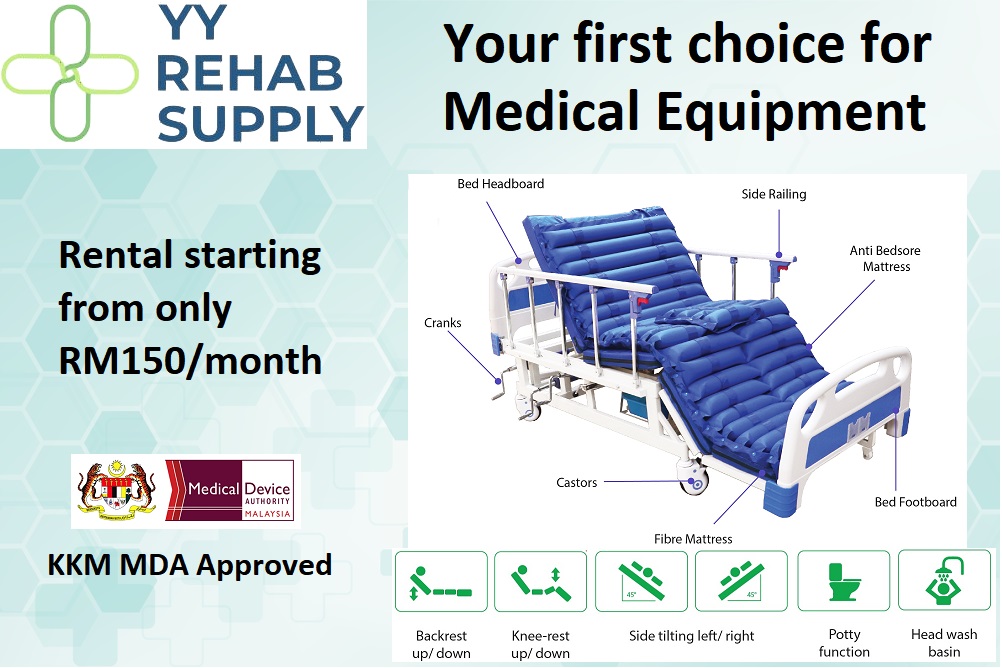 YY
REHAB
SUPPLY
Your first choice for
Medical Equipment
Rental starting
from only
RM150/month
Medical Device
AUTHORITY
MALAYSIA
KKM MDA Approved
Bed Headboard
Side Railing
Anti Bedsore
Mattress
Cranks
Castors
Bed Footboard
Fibre Mattress
45°
45°
Backrest
up/ down
Knee-rest
up/ down
Side tilting left/ right
Potty
function
Head wash
basin